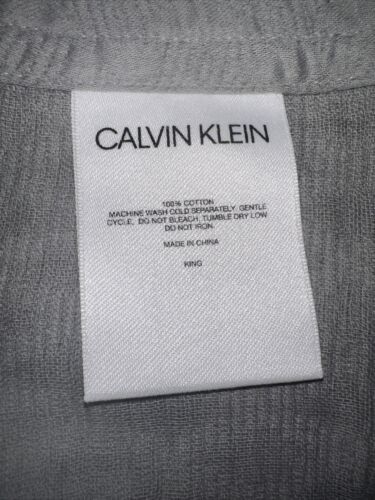 CALVIN KLEIN
100% COTTON
MACHINE WASH COLD SEPARATELY, GENTLE
CYCLE, DO NOT BLEACH, TUMBLE DRY LOW
DO NOT IRON.
MADE IN CHINA
KING